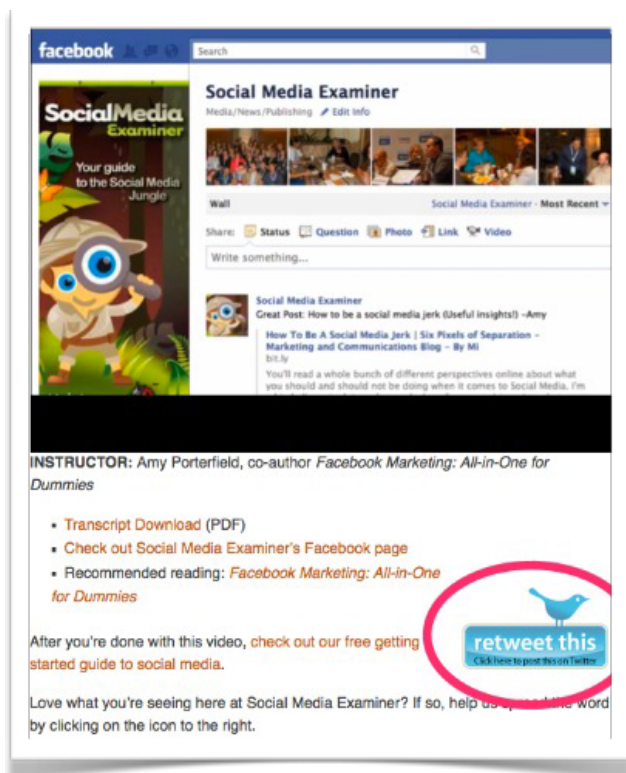 facebook
Search
Social Media Examiner
Media/News/Publishing Edit Info
SocialMedia
Examiner
Your guide
to the Social Media
Jungle
Wall
Social Media Examiner · Most Recent
Share: Status Question Photo Link Video
Write something...
Social Media Examiner
Great Post: How to be a social media jerk (Useful insights!) -Amy
How To Be A Social Media Jerk | Six Pixels of Separation -
Marketing and Communications Blog - By Mi
bit.ly
You'll read a whole bunch of different perspectives online about what
you should and should not be doing when it comes to Social Media. I'm
INSTRUCTOR: Amy Porterfield, co-author Facebook Marketing: All-in-One for
Dummies
▪ Transcript Download (PDF)
▪ Check out Social Media Examiner's Facebook page
▪ Recommended reading: Facebook Marketing: All-in-One
for Dummies
retweet this
Click here to post this on Twitter
After you're done with this video, check out our free getting
started guide to social media.
Love what you're seeing here at Social Media Examiner? If so, help us spread the word
by clicking on the icon to the right.